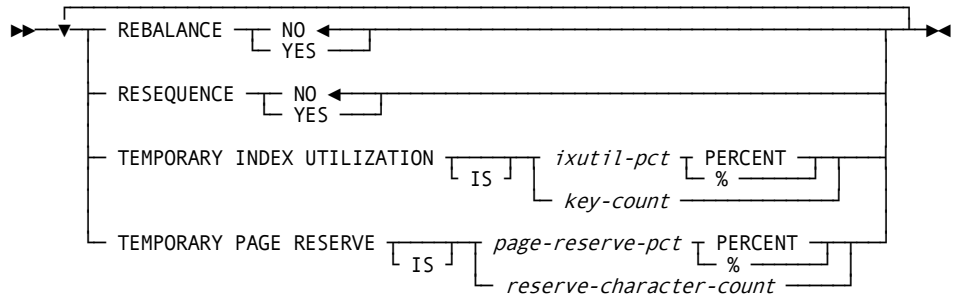 REBALANCE NO
YES
RESEQUENCE NO
YES
TEMPORARY INDEX UTILIZATION IS ixutil-pct PERCENT
%
key-count
TEMPORARY PAGE RESERVE IS page-reserve-pct PERCENT
%
reserve-character-count